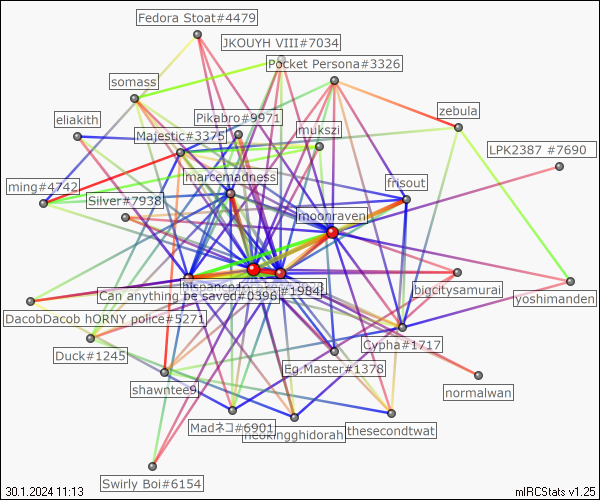 Fedora Stoat#4479
JKOUYH VIII#7034
Pocket Persona#3326
somass
zebula
eliakith
Pikabro#9971
mukszi
Majestic#3375
LPK2387 #7690
marcemadness
frisout
ming#4742
Silver#7938
moonraven
bigcitysamurai
yoshimanden
Can anything be saved#0396
1984
DacobDacob hORNY police#5271
Cypha#1717
Duck#1245
Eg.Master#1378
shawntee9
normalwan
Madネコ#6901
neokingghidorah
thesecondtwat
Swirly Boi#6154
30.1.2024 11:13
mIRCStats v1.25